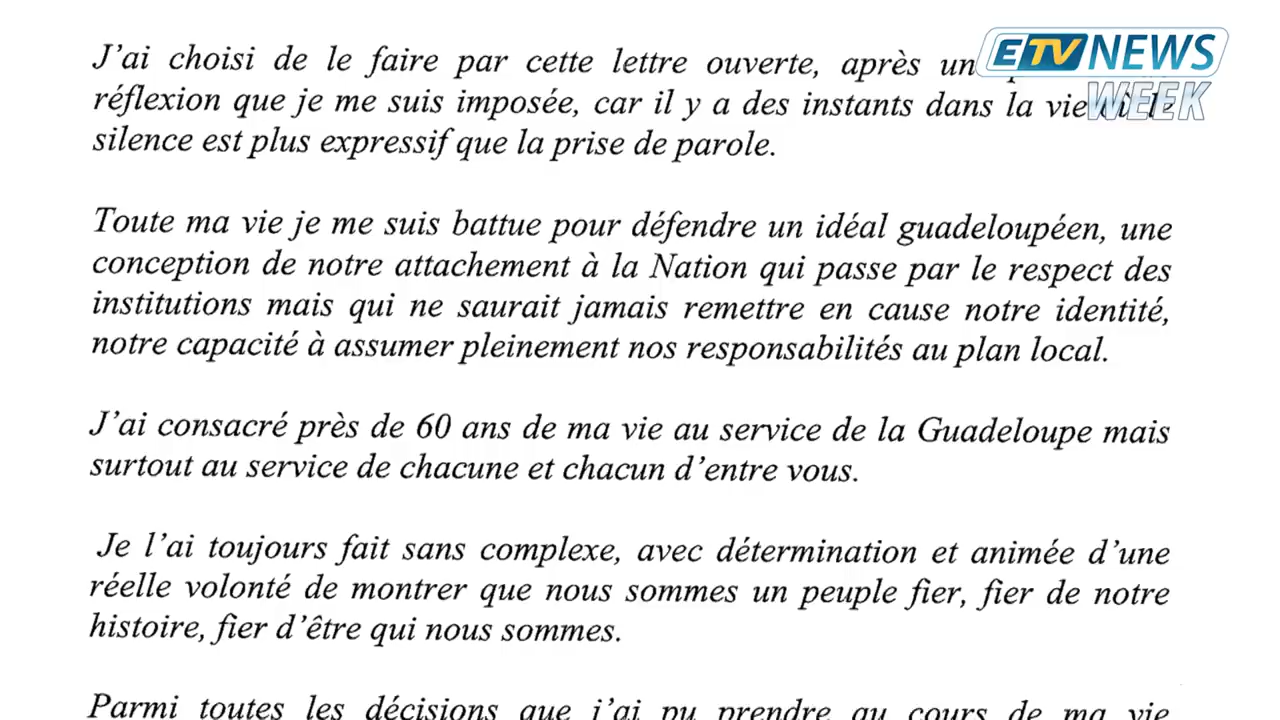 J'ai choisi de le faire par cette lettre ouverte, après un
ETV NEWS
WEEK
réflexion que je me suis imposée, car il y a des instants dans la vie où le
silence est plus expressif que la prise de parole.
Toute ma vie je me suis battue pour défendre un idéal guadeloupéen, une
conception de notre attachement à la Nation qui passe par le respect des
institutions mais qui ne saurait jamais remettre en cause notre identité,
notre capacité à assumer pleinement nos responsabilités au plan local.
J'ai consacré près de 60 ans de ma vie au service de la Guadeloupe mais
surtout au service de chacune et chacun d'entre vous.
Je l'ai toujours fait sans complexe, avec détermination et animée d'une
réelle volonté de montrer que nous sommes un peuple fier, fier de notre
histoire, fier d'être qui nous sommes.
Parmi toutes les décisions que j'ai pu prendre au cours de ma vie